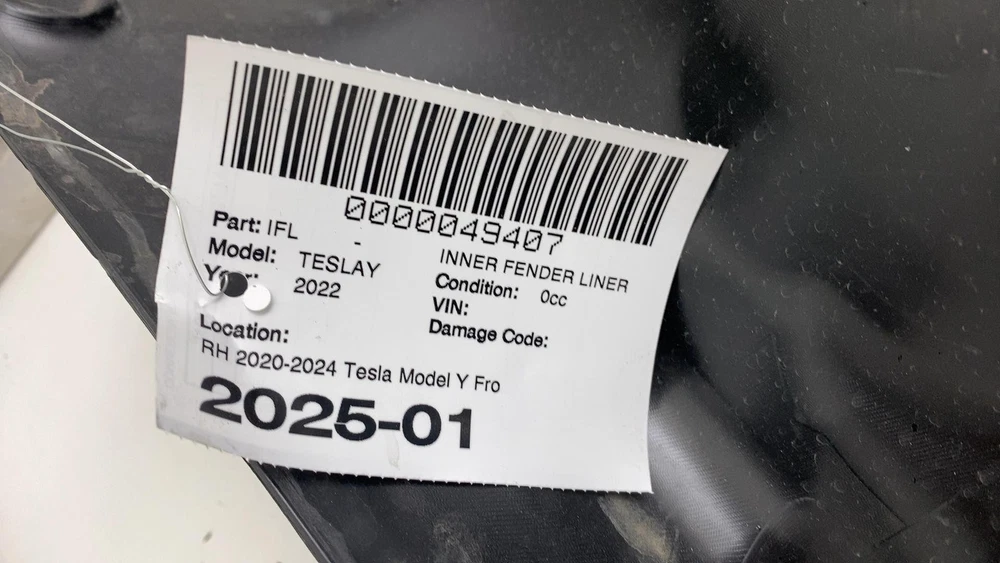 0000049407
Part: IFL - INNER FENDER LINER
Model: TESLAY Condition: 0cc
Year: 2022 VIN:
Damage Code:
Location:
RH 2020-2024 Tesla Model Y Fro
2025-01